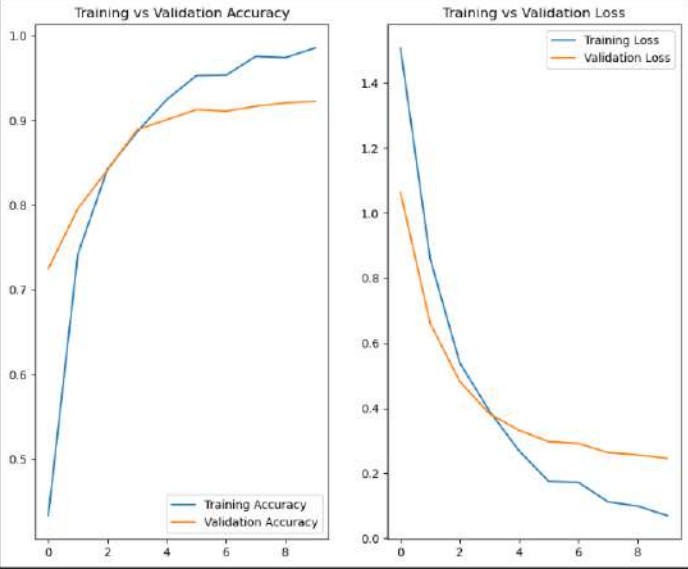 Training vs Validation Accuracy
1.0
0.9
0.8
0.7
0.6
0.5
0 2 4 6 8
Training Accuracy
Validation Accuracy
Training vs Validation Loss
1.4
1.2
1.0
0.8
0.6
0.4
0.2
0.0
0 2 4 6 8
Training Loss
Validation Loss